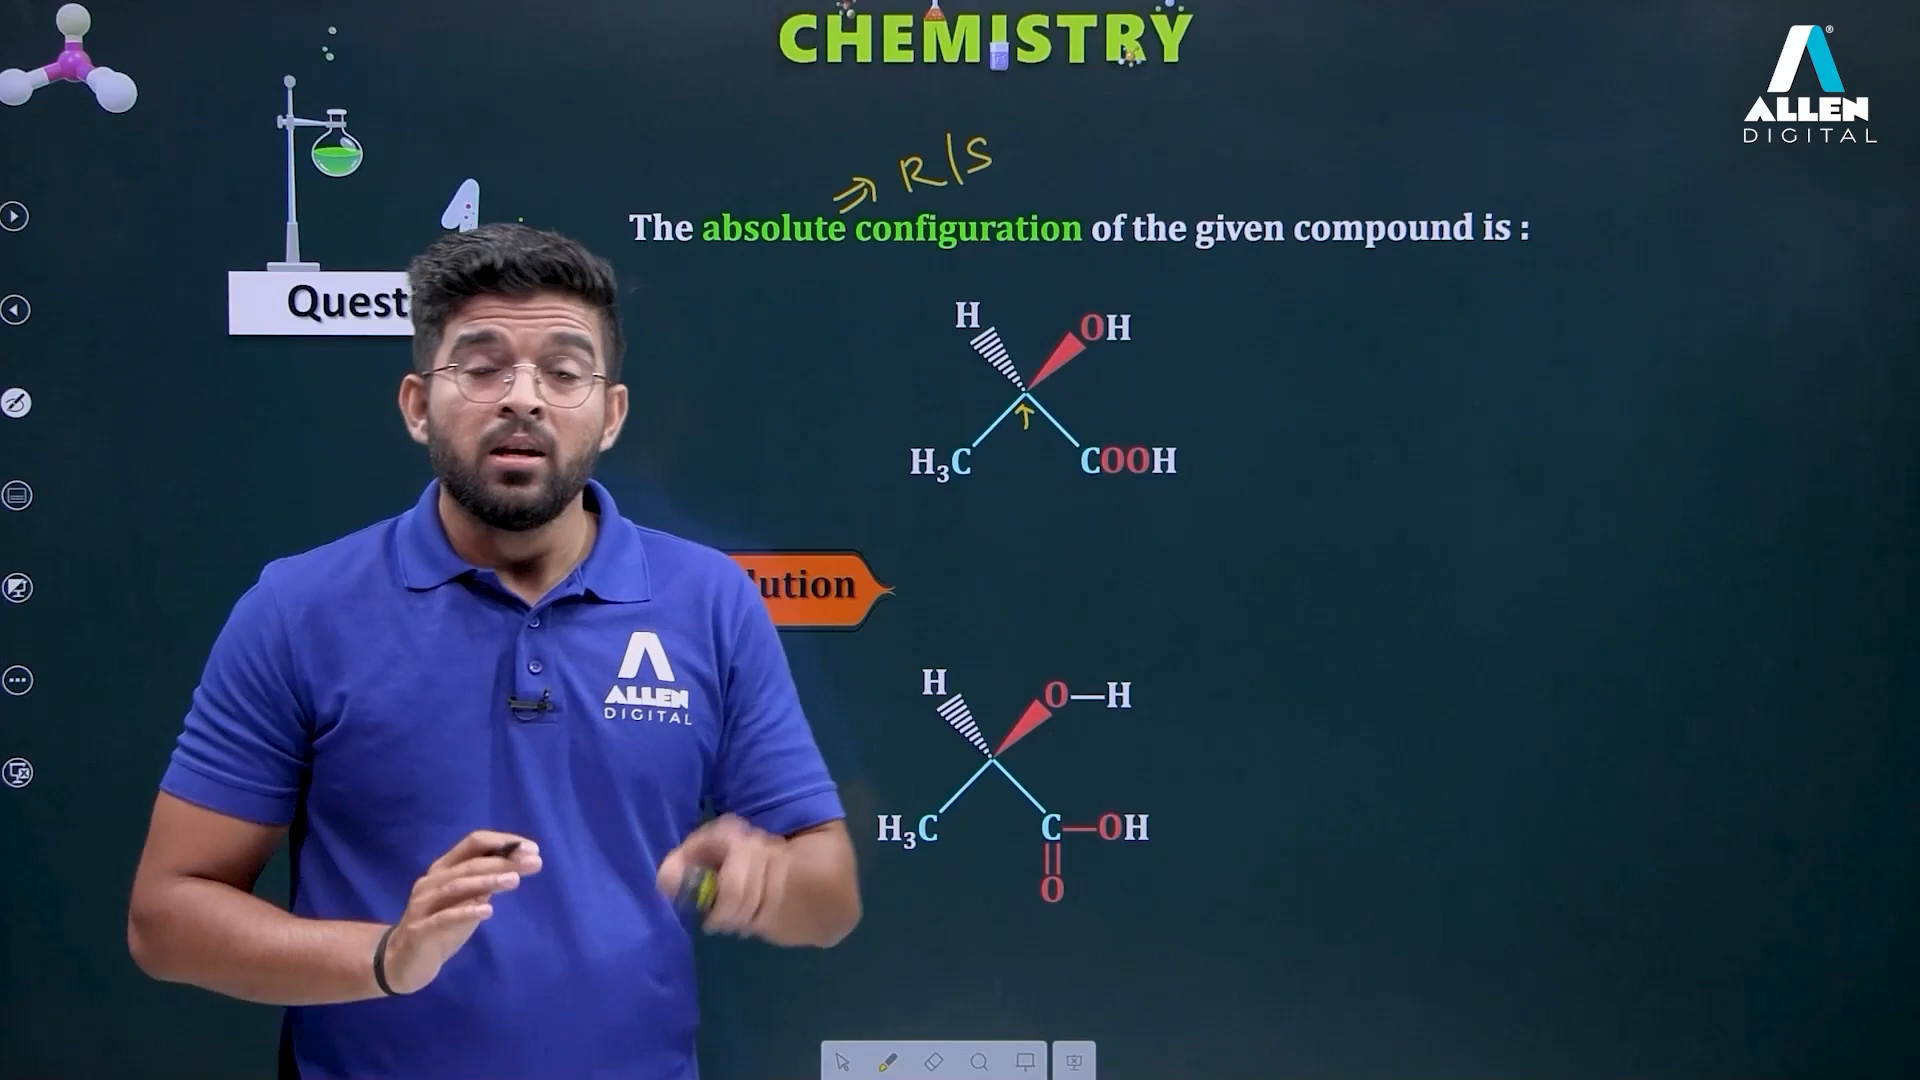 CHEMISTRY
ALLEN
DIGITAL
⇒ R/S
The absolute configuration of the given compound is :
Quest
H
OH
H₃C
COOH
lution
ALLEN
DIGITAL
H
O—H
H₃C
C—OH
O